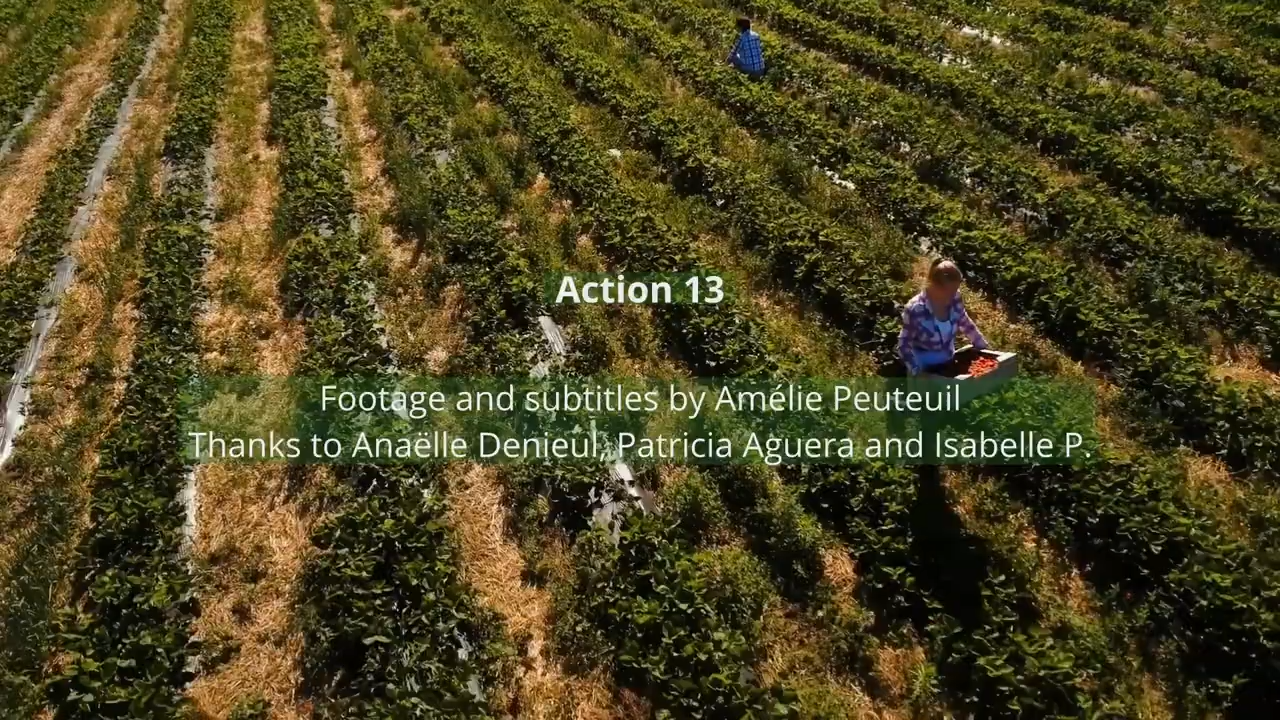 Action 13
Footage and subtitles by Amélie Peuteuil
Thanks to Anaëlle Denieul, Patricia Aguera and Isabelle P.